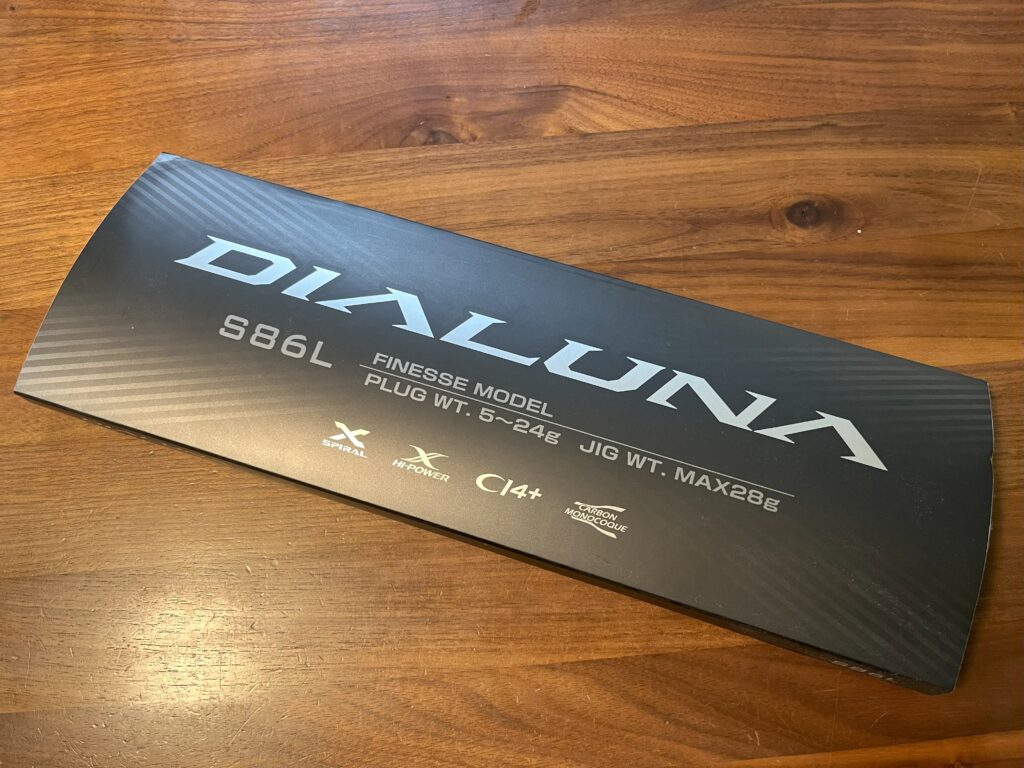 DIALUNA
S86L
FINESSE MODEL
PLUG WT. 5～24g JIG WT. MAX28g
X SPIRAL
X HI-POWER
CI4+
CARBON MONOCOQUE